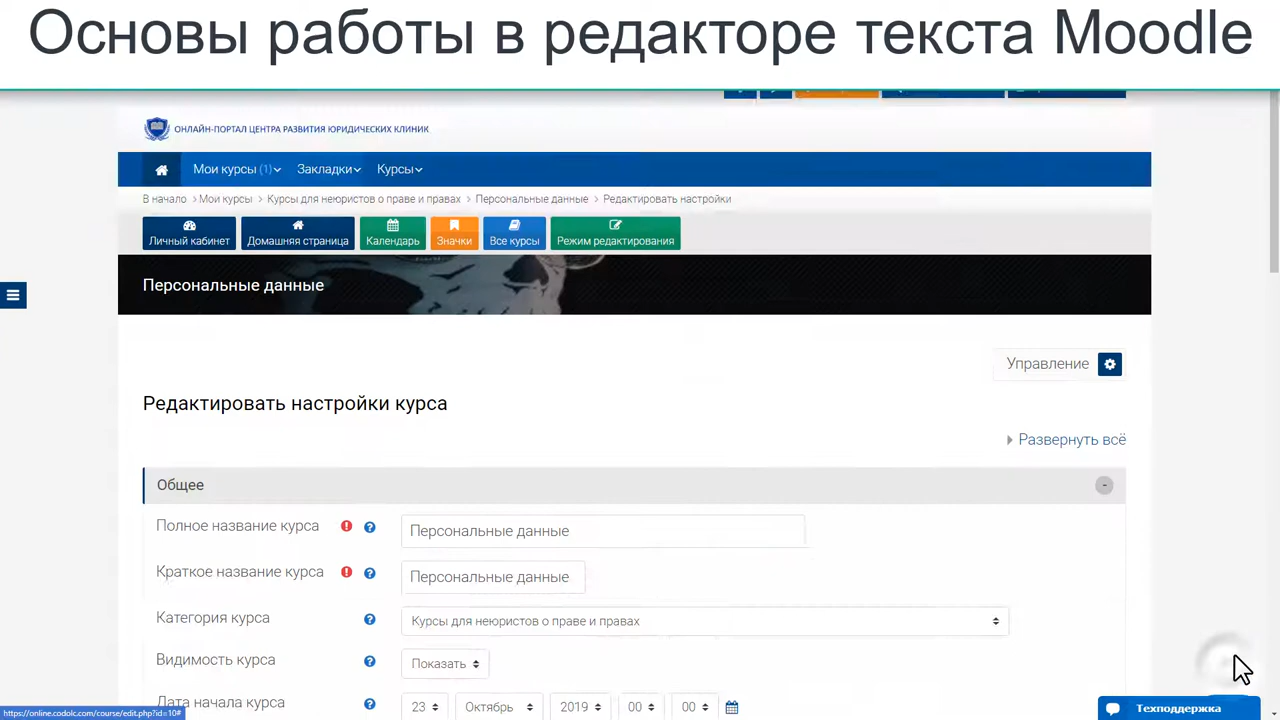 Основы работы в редакторе текста Moodle
ОНЛАЙН-ПОРТАЛ ЦЕНТРА РАЗВИТИЯ ЮРИДИЧЕСКИХ КЛИНИК
Мои курсы (1) Закладки Курсы
В начало > Мои курсы > Курсы для неюристов о праве и правах > Персональные данные > Редактировать настройки
Личный кабинет Домашняя страница Календарь Значки Все курсы Режим редактирования
Персональные данные
Управление
Редактировать настройки курса
Развернуть всё
Общее
Полное название курса Персональные данные
Краткое название курса Персональные данные
Категория курса Курсы для неюристов о праве и правах
Видимость курса Показать
Дата начала курса 23 Октябрь 2019 00 00
https://online.codolc.com/course/edit.php?id=10# Техподдержка